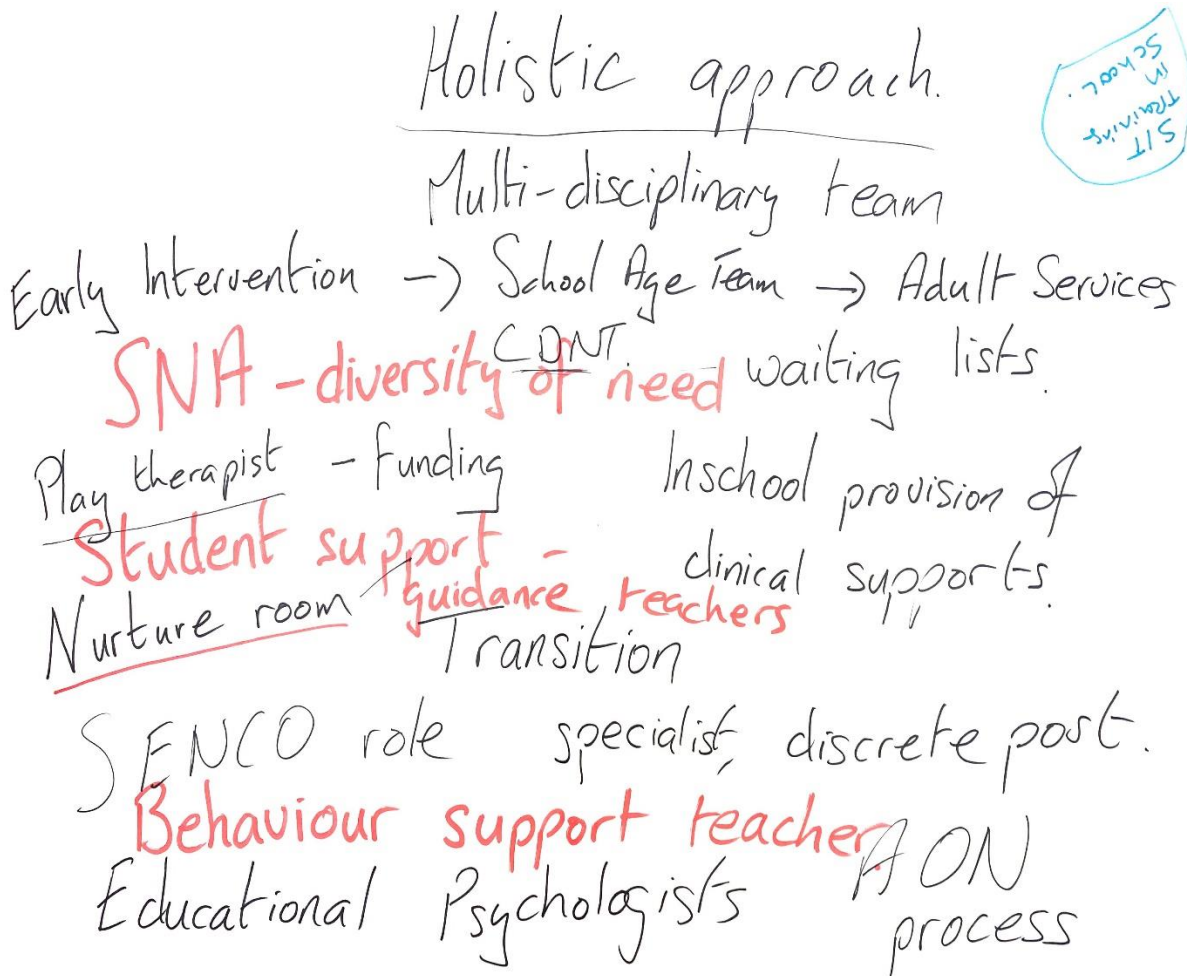 Holistic approach.
S/T
Training
in
School.
Multi-disciplinary team
Early Intervention -> School Age Team -> Adult Services
CDNT.
SNA - diversity of need
waiting lists.
Play therapist - Funding
Inschool provision of
clinical supports.
Student support -
guidance teachers
Nurture room
Transition
SENCO role specialist, discrete post.
Behaviour support teacher.
AON
process
Educational Psychologists